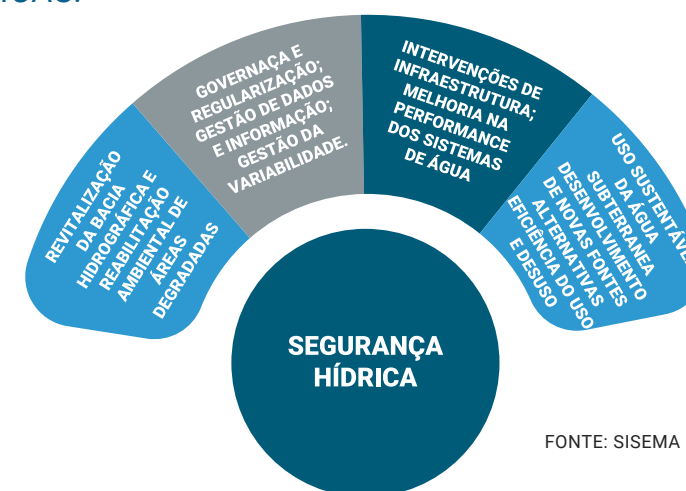 REVITALIZAÇÃO
DA BACIA
HIDROGRÁFICA E
REABILITAÇÃO
AMBIENTAL DE
ÁREAS
DEGRADADAS
GOVERNAÇA E
REGULARIZAÇÃO;
GESTÃO DE DADOS
E INFORMAÇÃO;
GESTÃO DA
VARIABILIDADE.
INTERVENÇÕES DE
INFRAESTRUTURA;
MELHORIA NA
PERFORMANCE
DOS SISTEMAS
DE ÁGUA
USO SUSTENTÁVE
DA ÁGUA
SUBTERRANEA
DESENVOLVIMENTO
DE NOVAS FONTES
ALTERNATIVAS
EFICIÊNCIA DO USO
E DESUSO
SEGURANÇA
HÍDRICA
FONTE: SISEMA